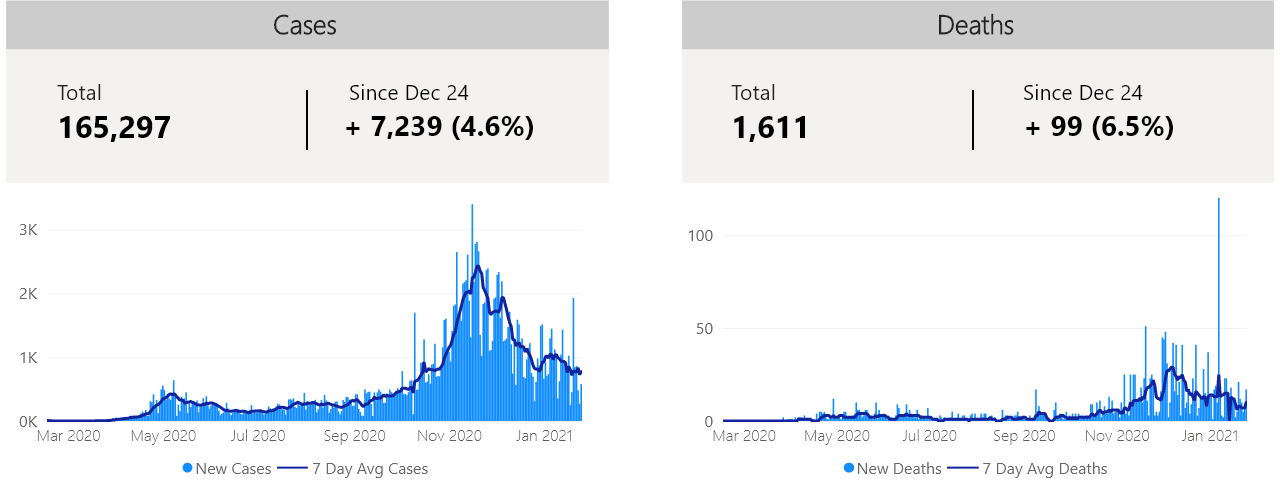 Cases
Total
165,297
Since Dec 24
+ 7,239 (4.6%)
3K
2K
1K
0K
Mar 2020 May 2020 Jul 2020 Sep 2020 Nov 2020 Jan 2021
New Cases 7 Day Avg Cases
Deaths
Total
1,611
Since Dec 24
+ 99 (6.5%)
100
50
0
Mar 2020 May 2020 Jul 2020 Sep 2020 Nov 2020 Jan 2021
New Deaths 7 Day Avg Deaths